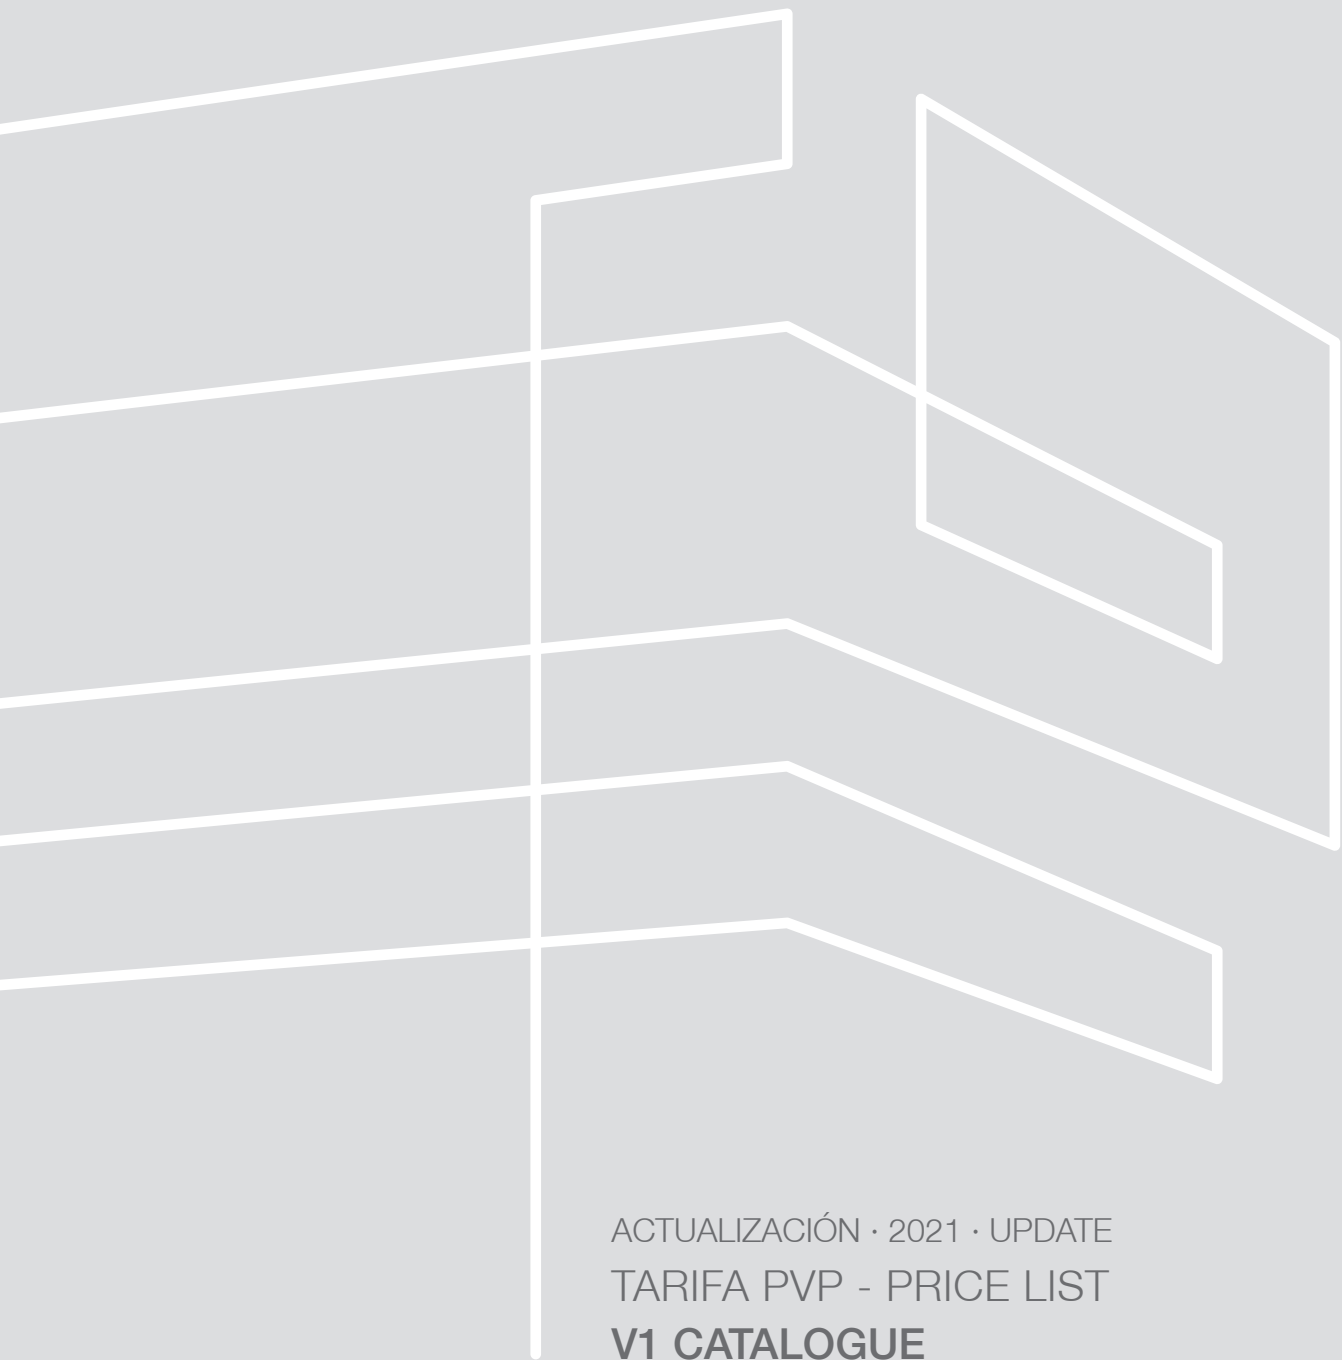 ACTUALIZACIÓN · 2021 · UPDATE
TARIFA PVP - PRICE LIST
V1 CATALOGUE